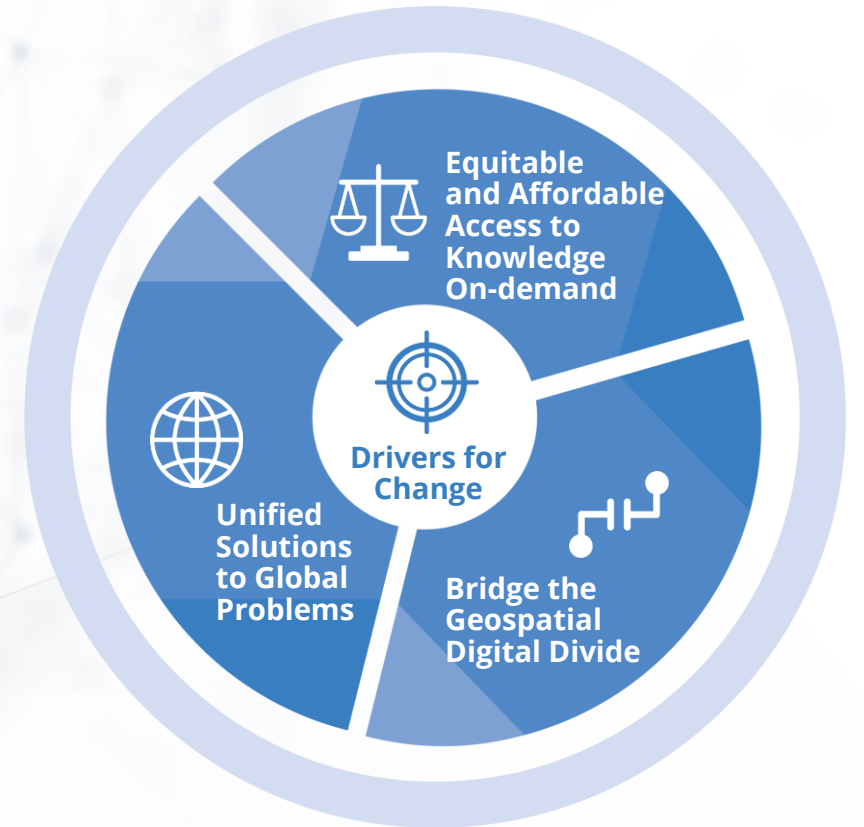 Equitable
and Affordable
Access to
Knowledge
On-demand
Drivers for
Change
Unified
Solutions
to Global
Problems
Bridge the
Geospatial
Digital Divide